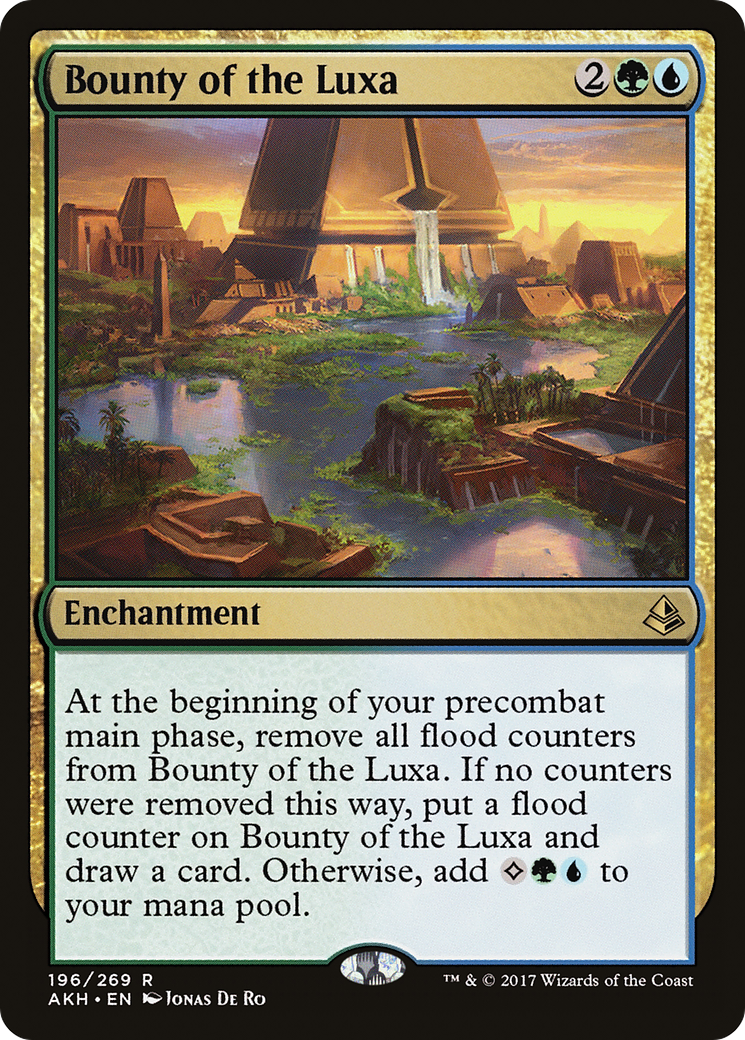 Bounty of the Luxa 2
Enchantment
At the beginning of your precombat
main phase, remove all flood counters
from Bounty of the Luxa. If no counters
were removed this way, put a flood
counter on Bounty of the Luxa and
draw a card. Otherwise, add to
your mana pool.
196/269 R
™ & © 2017 Wizards of the Coast
AKH • EN Jonas De Ro